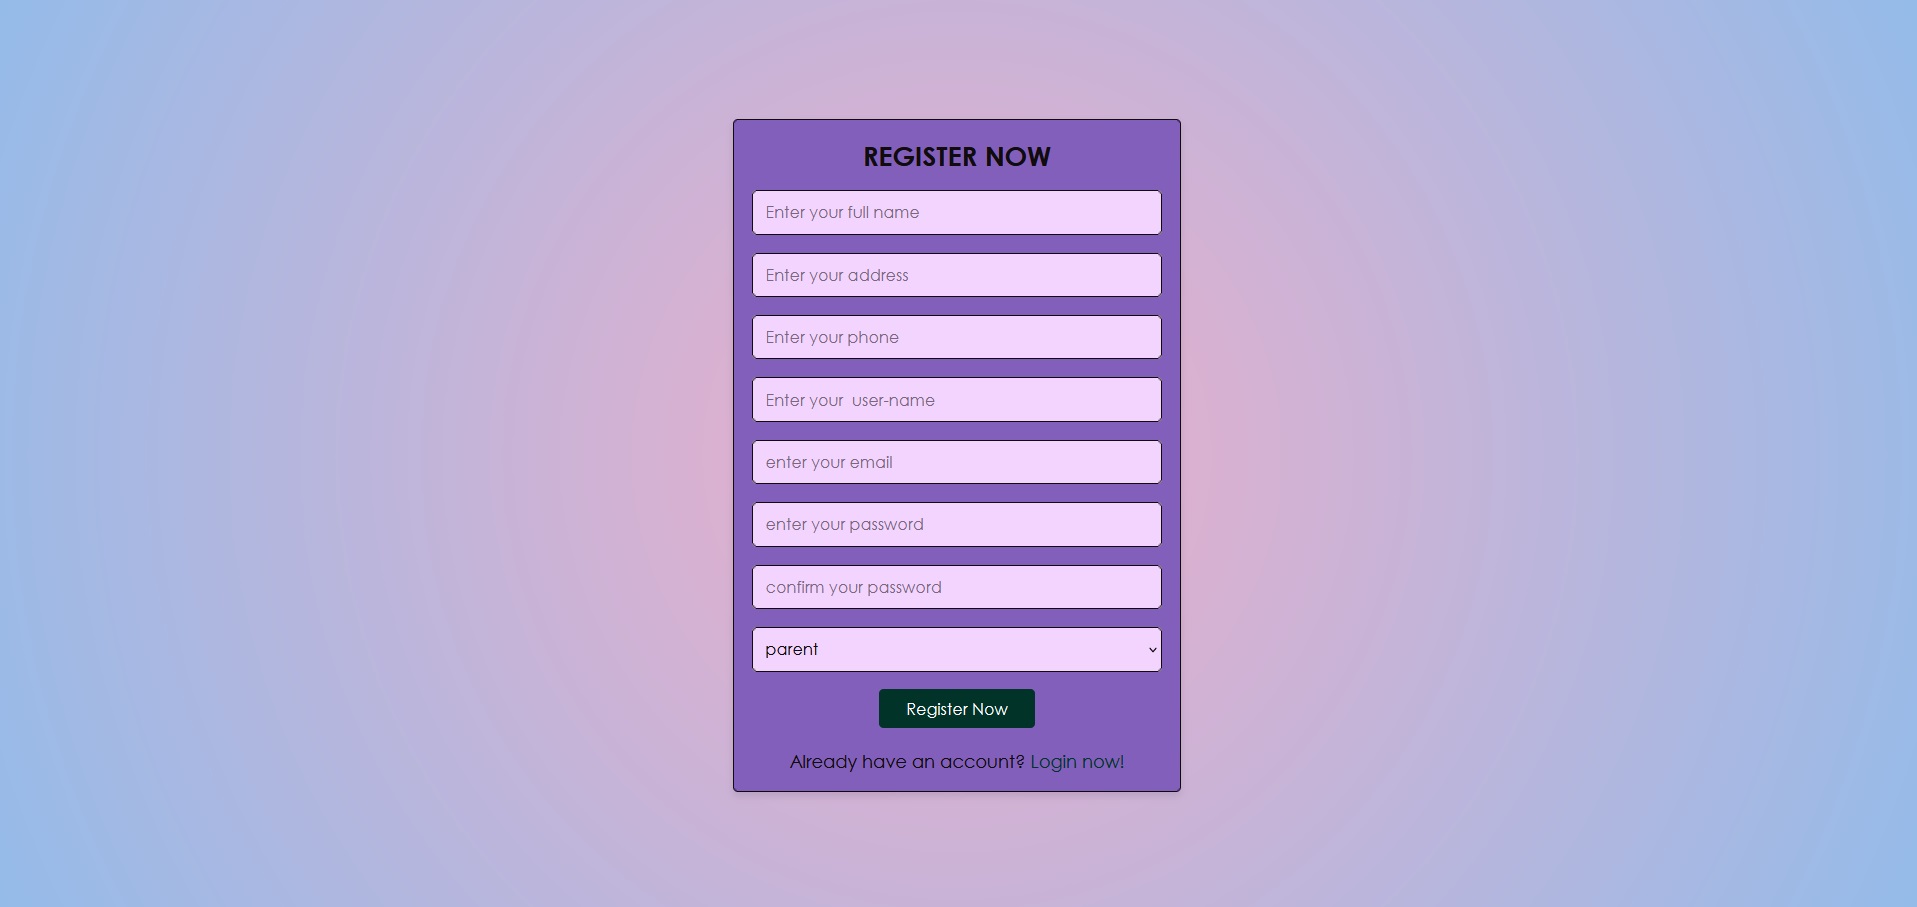 REGISTER NOW
Enter your full name
Enter your address
Enter your phone
Enter your  user-name
enter your email
enter your password
confirm your password
parent
Register Now
Already have an account? Login now!